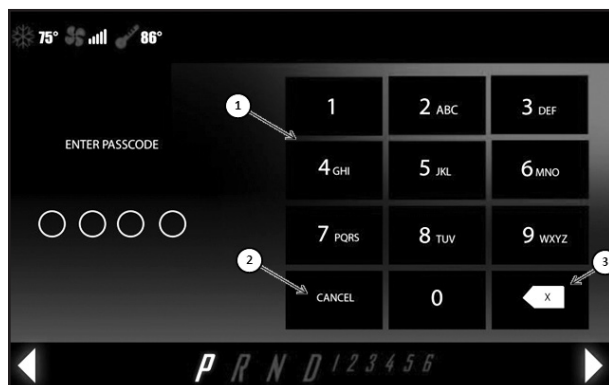 75° 86°
1
1 2 ABC 3 DEF
ENTER PASSCODE
4 GHI 5 JKL 6 MNO
7 PQRS 8 TUV 9 WXYZ
2 3
CANCEL 0 X
P R N D 1 2 3 4 5 6